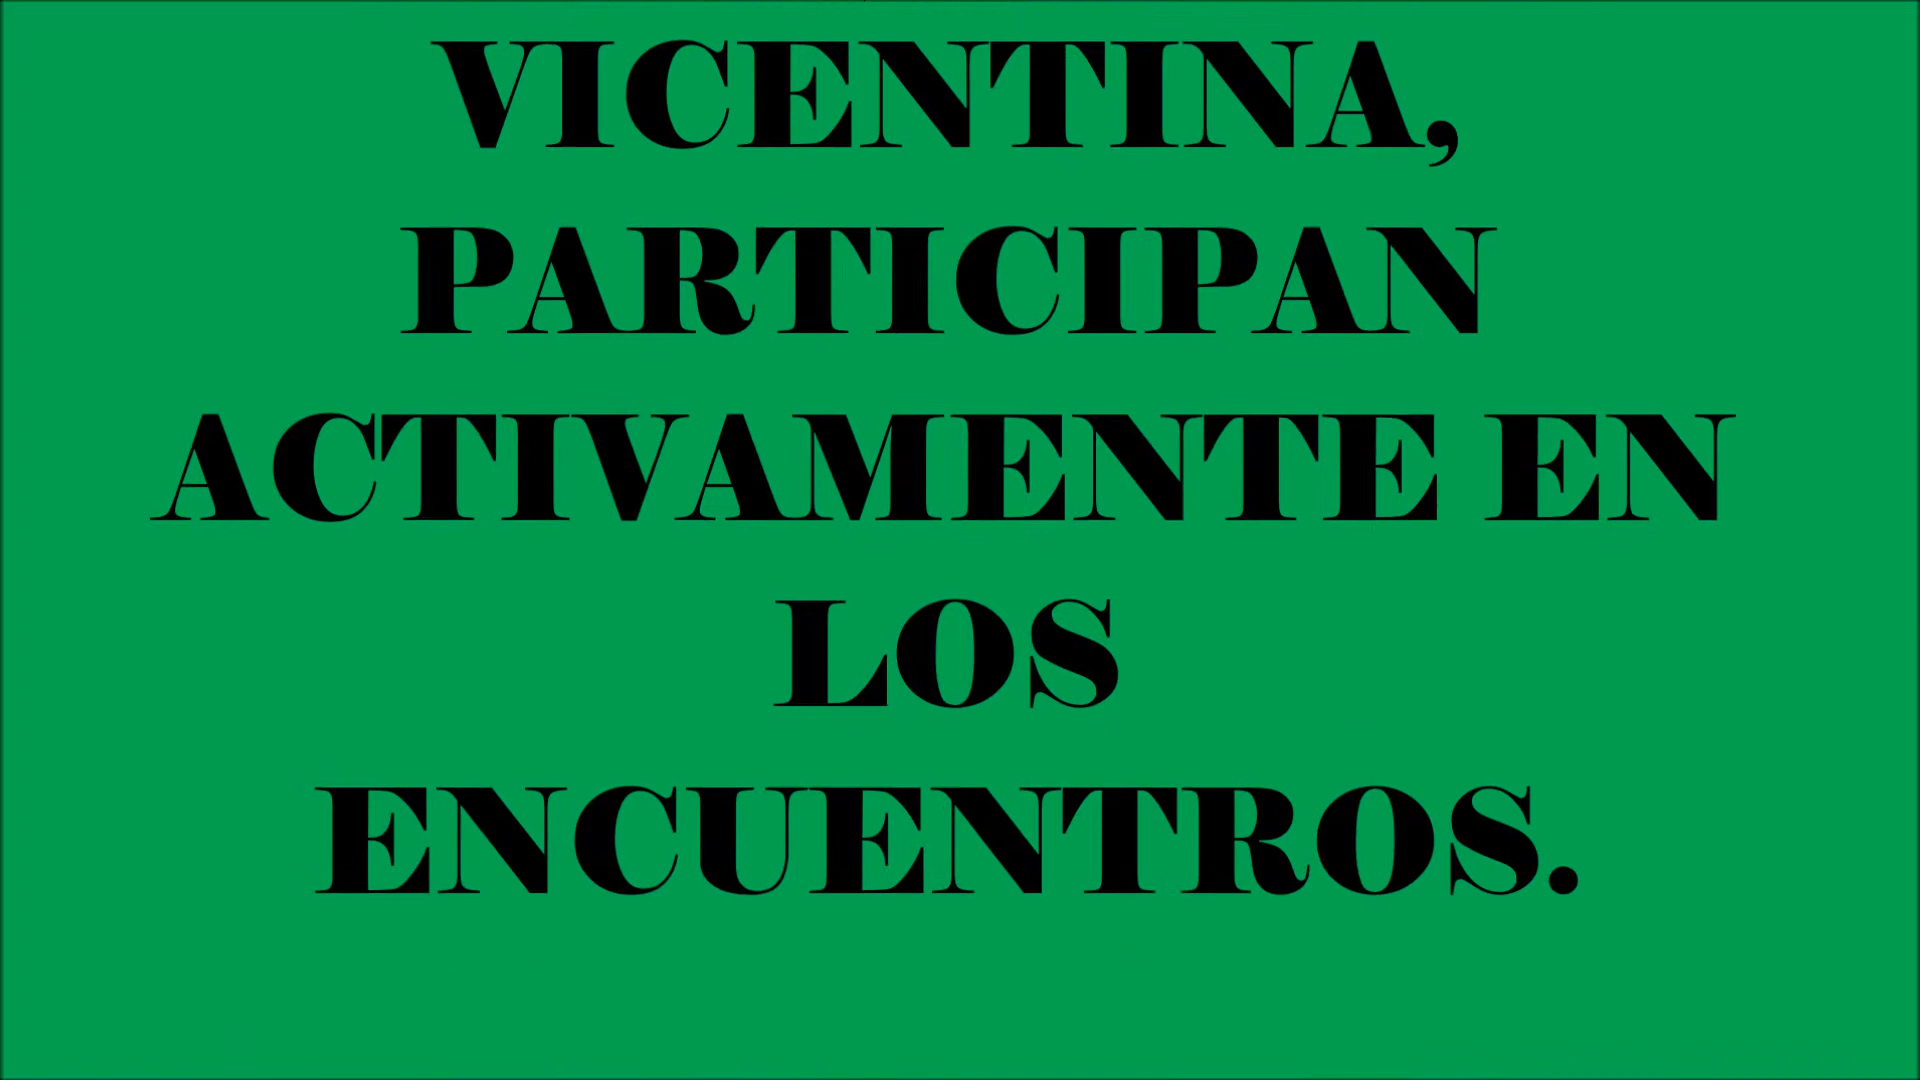 VICENTINA,
PARTICIPAN
ACTIVAMENTE EN
LOS
ENCUENTROS.